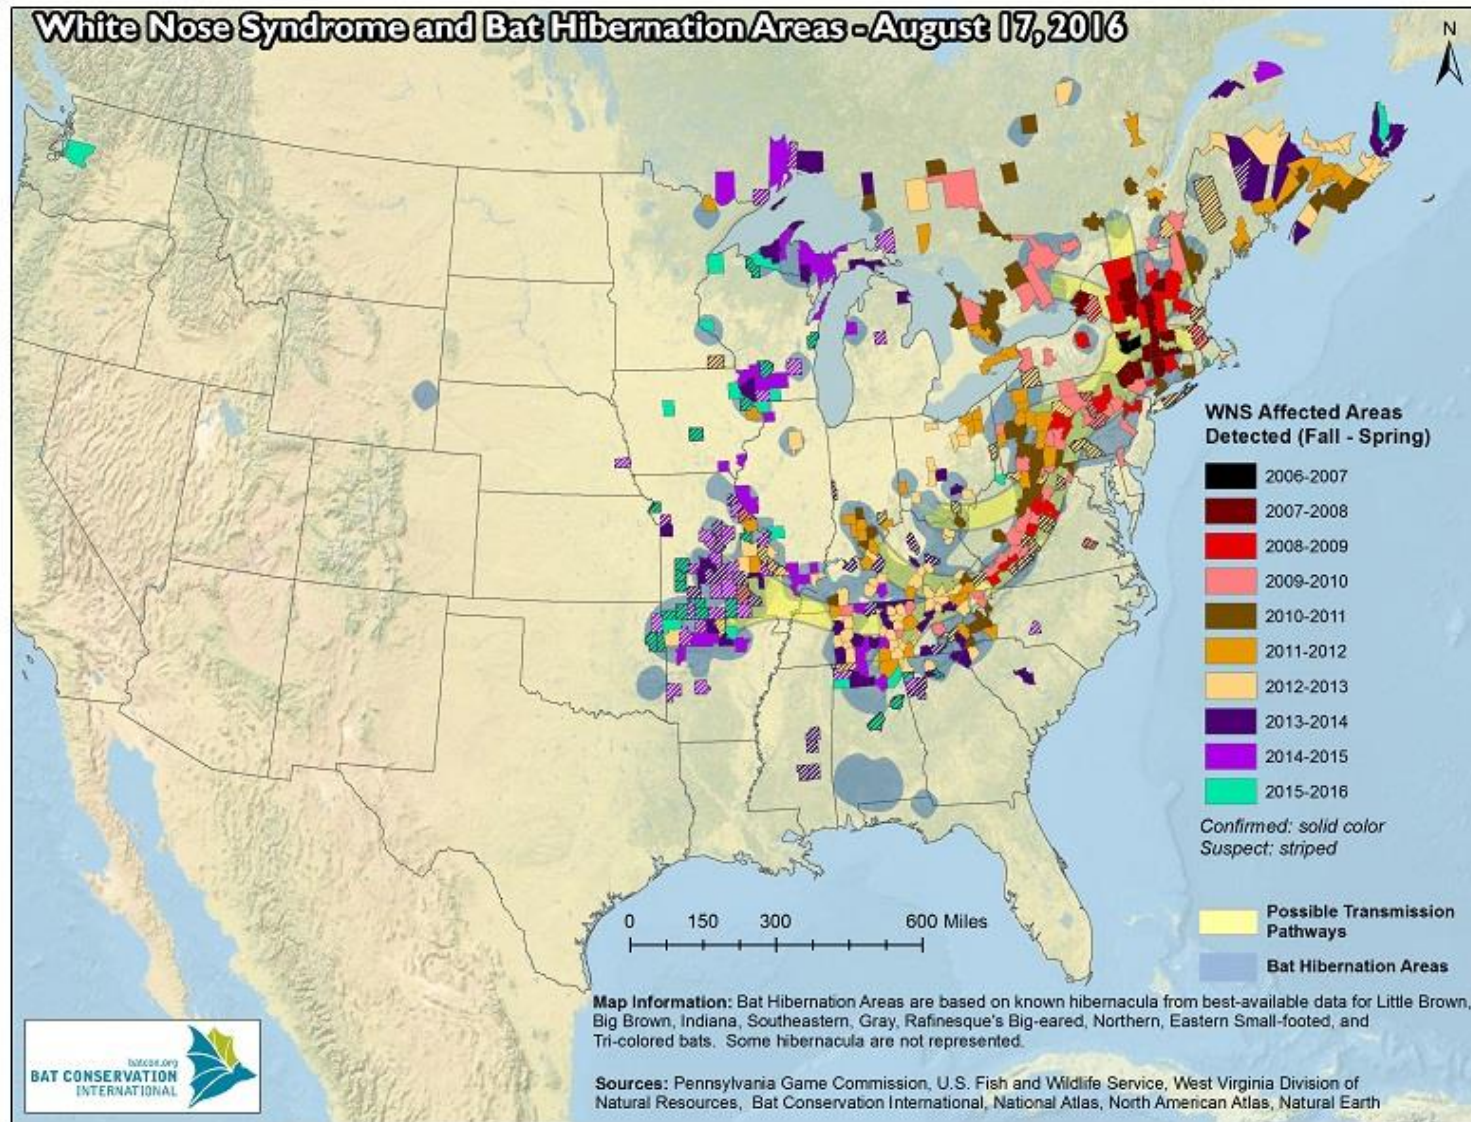 White Nose Syndrome and Bat Hibernation Areas - August 17, 2016
N
WNS Affected Areas
Detected (Fall - Spring)
2006-2007
2007-2008
2008-2009
2009-2010
2010-2011
2011-2012
2012-2013
2013-2014
2014-2015
2015-2016
Confirmed: solid color
Suspect: striped
0 150 300 600 Miles
Possible Transmission
Pathways
Bat Hibernation Areas
Map Information: Bat Hibernation Areas are based on known hibernacula from best-available data for Little Brown,
Big Brown, Indiana, Southeastern, Gray, Rafinesque's Big-eared, Northern, Eastern Small-footed, and
Tri-colored bats. Some hibernacula are not represented.
Sources: Pennsylvania Game Commission, U.S. Fish and Wildlife Service, West Virginia Division of
Natural Resources, Bat Conservation International, National Atlas, North American Atlas, Natural Earth
batcon.org
BAT CONSERVATION
INTERNATIONAL